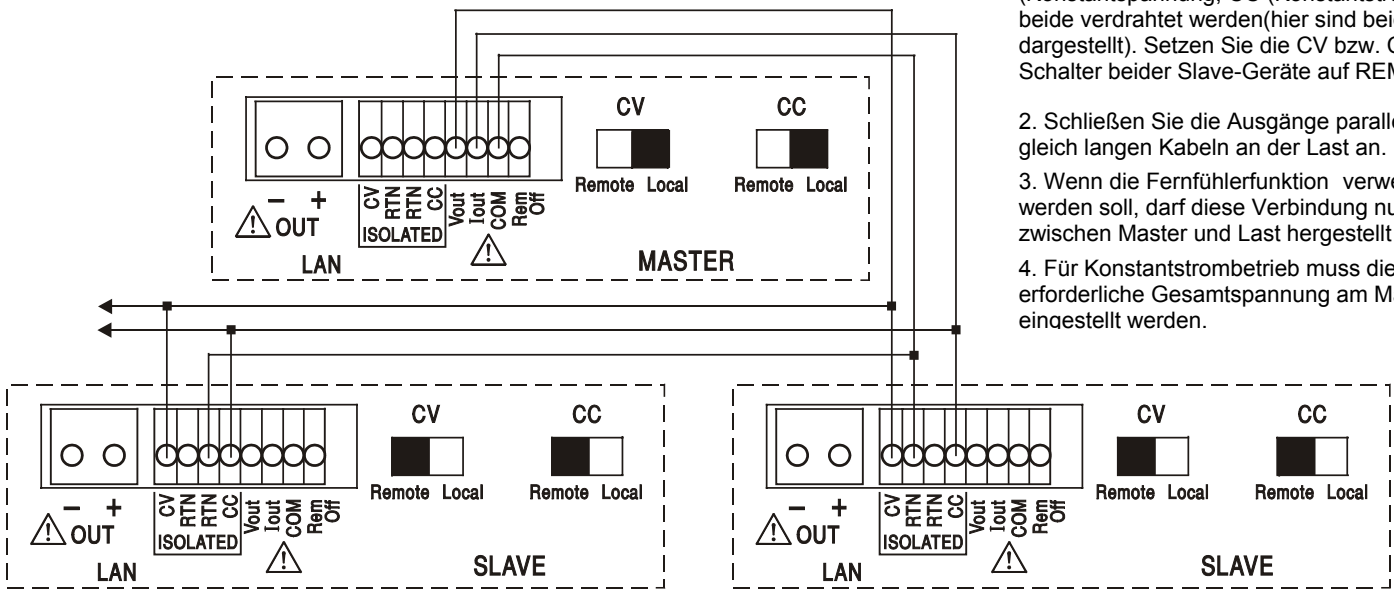 (Konstantspannung, CC (Konstantstro
beide verdrahtet werden(hier sind bei
dargestellt). Setzen Sie die CV bzw. C
Schalter beider Slave-Geräte auf REM
2. Schließen Sie die Ausgänge paralle
gleich langen Kabeln an der Last an.
3. Wenn die Fernfühlerfunktion verwe
werden soll, darf diese Verbindung nu
zwischen Master und Last hergestellt
4. Für Konstantstrombetrieb muss die
erforderliche Gesamtspannung am Ma
eingestellt werden.
CV
CC
Remote Local
Remote Local
− +
OUT
CV
RTN
RTN
CC
Vout
Iout
COM
Rem
Off
ISOLATED
LAN
MASTER
CV
CC
Remote Local
Remote Local
− +
OUT
CV
RTN
RTN
CC
Vout
Iout
COM
Rem
Off
ISOLATED
LAN
SLAVE
CV
CC
Remote Local
Remote Local
− +
OUT
CV
RTN
RTN
CC
Vout
Iout
COM
Rem
Off
ISOLATED
LAN
SLAVE